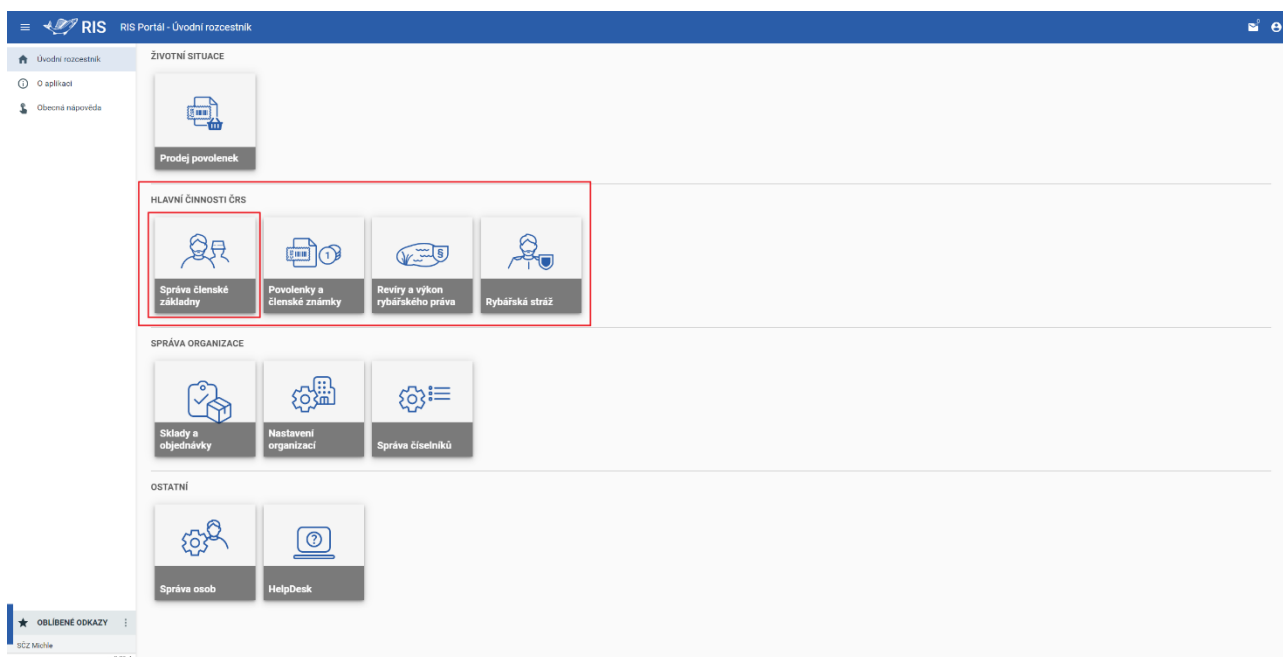 RIS RIS Portál - Úvodní rozcestník
Úvodní rozcestník
O aplikaci
Obecná nápověda
ŽIVOTNÍ SITUACE
Prodej povolenek
HLAVNÍ ČINNOSTI ČRS
Správa členské
základny
Povolenky a
členské známky
Revíry a výkon
rybářského práva
Rybářská stráž
SPRÁVA ORGANIZACE
Sklady a
objednávky
Nastavení
organizací
Správa číselníků
OSTATNÍ
Správa osob
HelpDesk
OBLÍBENÉ ODKAZY
SČZ Michle